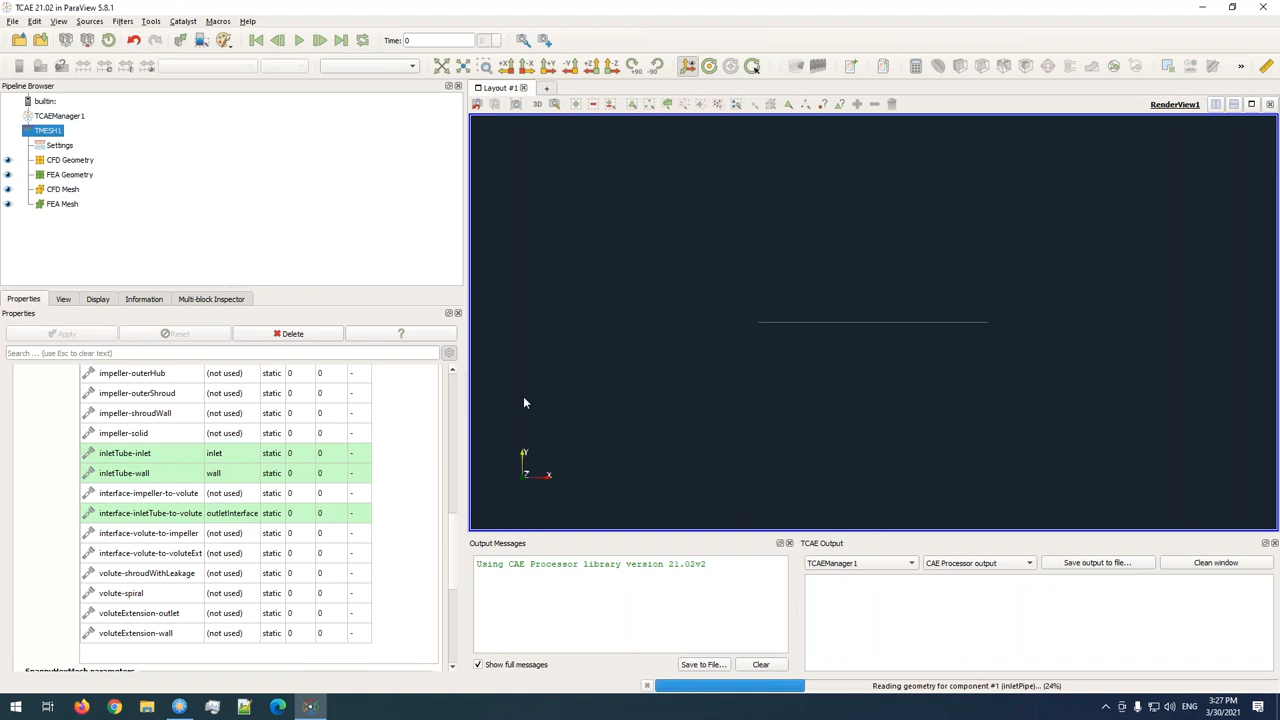 TCAE 21.02 in ParaView 5.8.1
File Edit View Sources Filters Tools Catalyst Macros Help
Time: 0
Pipeline Browser
Layout #1
3D
RenderView1
builtin:
TCAEManager1
TMESH1
Settings
CFD Geometry
FEA Geometry
CFD Mesh
FEA Mesh
Properties View Display Information Multi-block Inspector
Properties
Apply Reset Delete ?
Search ... (use Esc to clear text)
impeller-outerHub (not used) static 0 0 -
impeller-outerShroud (not used) static 0 0 -
impeller-shroudWall (not used) static 0 0 -
impeller-solid (not used) static 0 0 -
inletTube-inlet inlet static 0 0 -
inletTube-wall wall static 0 0 -
interface-impeller-to-volute (not used) static 0 0 -
interface-inletTube-to-volute outletInterface static 0 0 -
interface-volute-to-impeller (not used) static 0 0 -
interface-volute-to-voluteExt (not used) static 0 0 -
volute-shroudWithLeakage (not used) static 0 0 -
volute-spiral (not used) static 0 0 -
voluteExtension-outlet (not used) static 0 0 -
voluteExtension-wall (not used) static 0 0 -
SnappyHexMesh parameters
Y
Z X
Output Messages
Using CAE Processor library version 21.02v2
Show full messages Save to File... Clear
TCAE Output
TCAEManager1 CAE Processor output Save output to file... Clean window
Reading geometry for component #1 (inletPipe)... (24%)
ENG
3:27 PM
3/30/2021